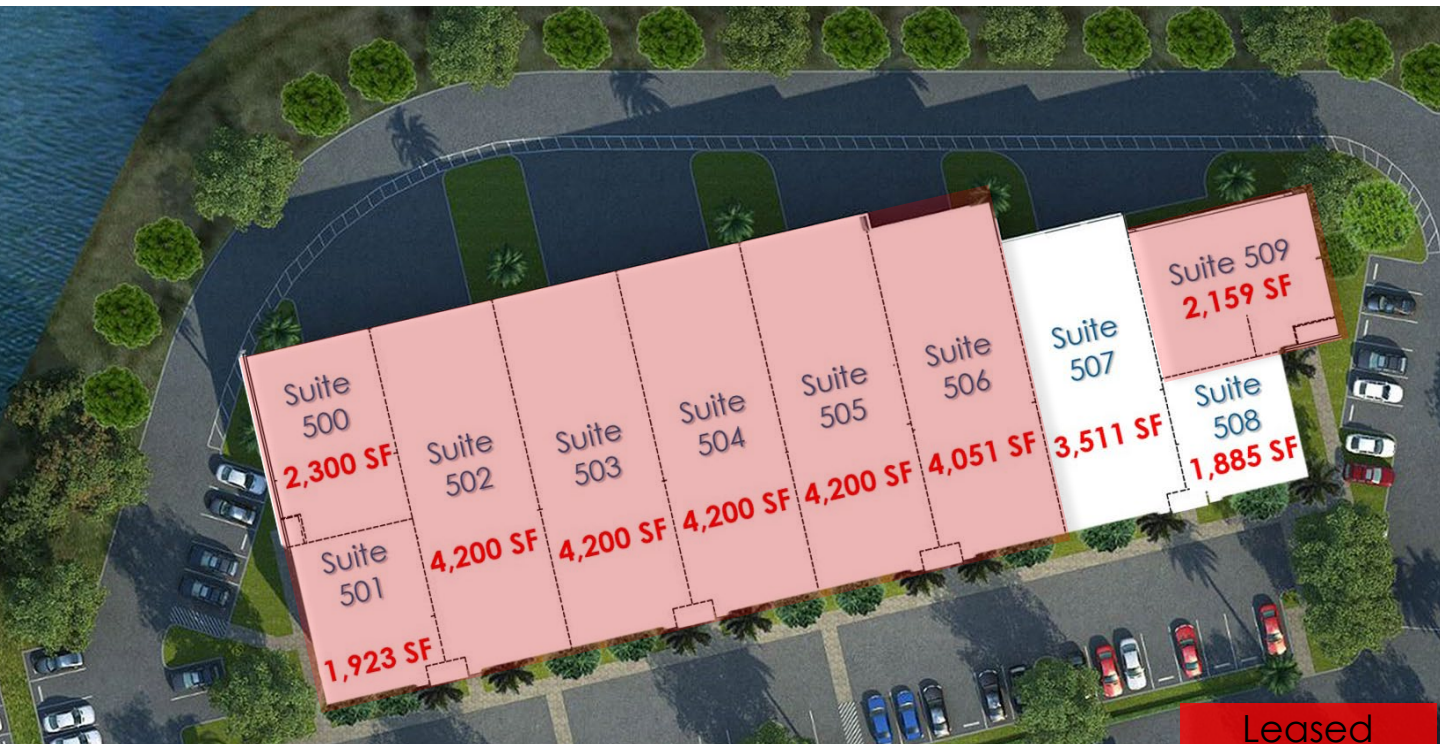 Suite
500
2,300 SF
Suite
501
1,923 SF
Suite
502
4,200 SF
Suite
503
4,200 SF
Suite
504
4,200 SF
Suite
505
4,200 SF
Suite
506
4,051 SF
Suite
507
3,511 SF
Suite 509
2,159 SF
Suite
508
1,885 SF
Leased